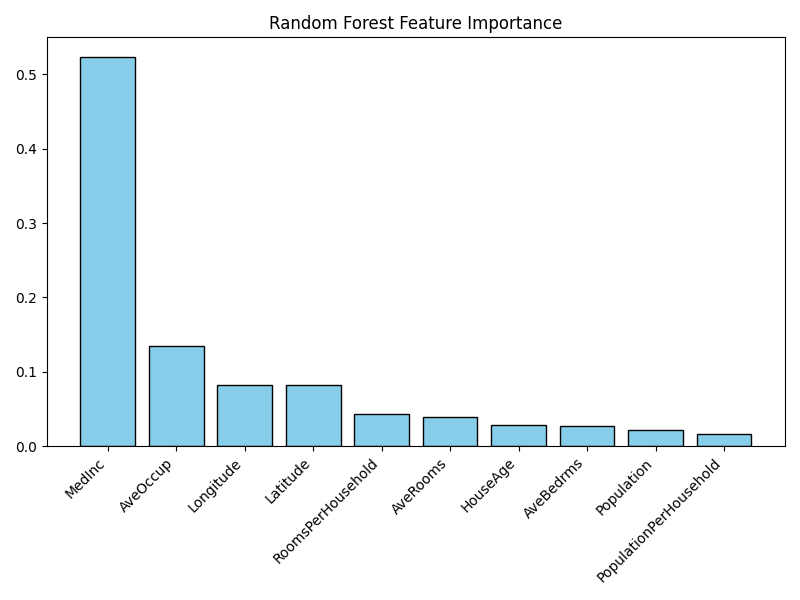 Random Forest Feature Importance
0.5
0.4
0.3
0.2
0.1
0.0
MedInc
AveOccup
Longitude
Latitude
RoomsPerHousehold
AveRooms
HouseAge
AveBedrms
Population
PopulationPerHousehold